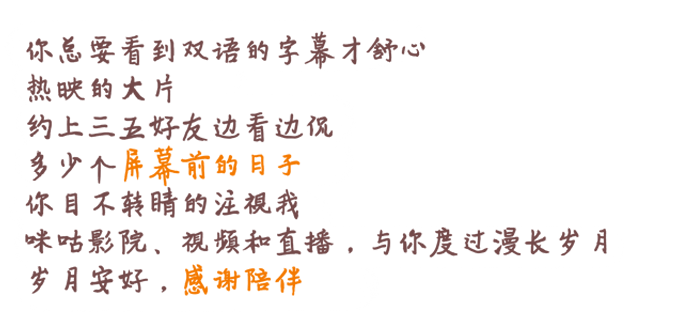 你总要看到双语的字幕才舒心
热映的大片
约上三五好友边看边侃
多少个屏幕前的日子
你目不转睛的注視我
咪咕影院、視頻和直播，与你度过漫长岁月
岁月安好，感谢陪伴